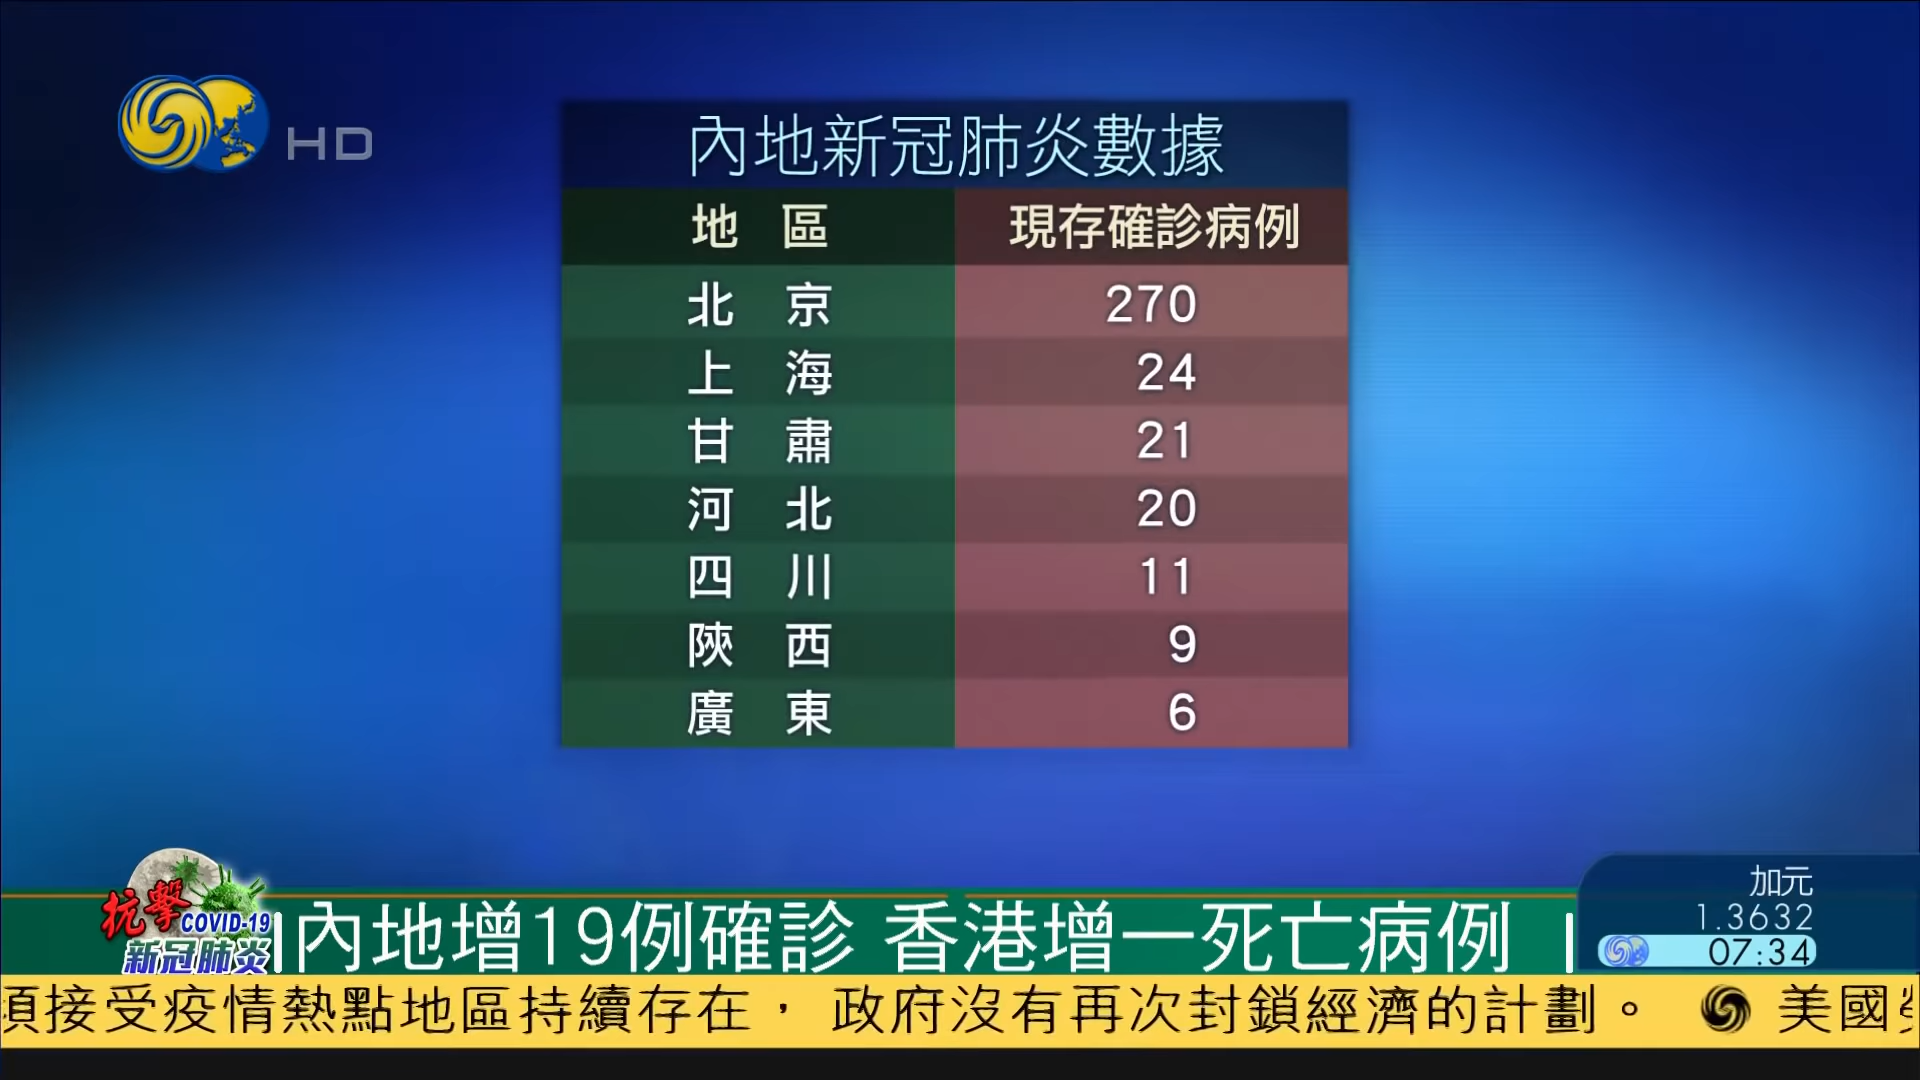 HD
內地新冠肺炎數據
地區 現存確診病例
北京 270
上海 24
甘肅 21
河北 20
四川 11
陝西 9
廣東 6
抗擊
COVID-19
新冠肺炎
內地增19例確診 香港增一死亡病例
加元
1.3632
07:34
接受疫情熱點地區持續存在，政府沒有再次封鎖經濟的計劃。 美國